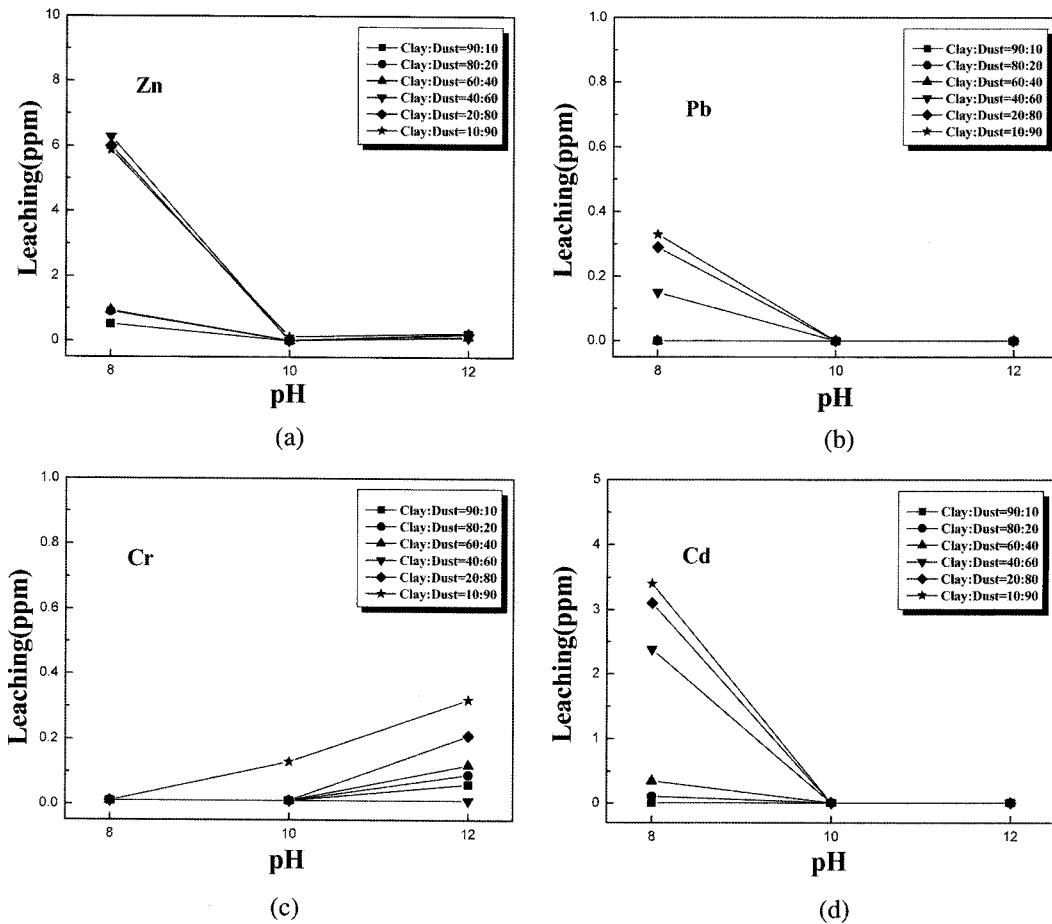 10
8
6
4
2
0
Leaching(ppm)
Zn
Clay:Dust=90:10
Clay:Dust=80:20
Clay:Dust=60:40
Clay:Dust=40:60
Clay:Dust=20:80
Clay:Dust=10:90
8 10 12
pH
(a)
1.0
0.8
0.6
0.4
0.2
0.0
Leaching(ppm)
Pb
Clay:Dust=90:10
Clay:Dust=80:20
Clay:Dust=60:40
Clay:Dust=40:60
Clay:Dust=20:80
Clay:Dust=10:90
8 10 12
pH
(b)
1.0
0.8
0.6
0.4
0.2
0.0
Leaching(ppm)
Cr
Clay:Dust=90:10
Clay:Dust=80:20
Clay:Dust=60:40
Clay:Dust=40:60
Clay:Dust=20:80
Clay:Dust=10:90
8 10 12
pH
(c)
5
4
3
2
1
0
Leaching(ppm)
Cd
Clay:Dust=90:10
Clay:Dust=80:20
Clay:Dust=60:40
Clay:Dust=40:60
Clay:Dust=20:80
Clay:Dust=10:90
8 10 12
pH
(d)